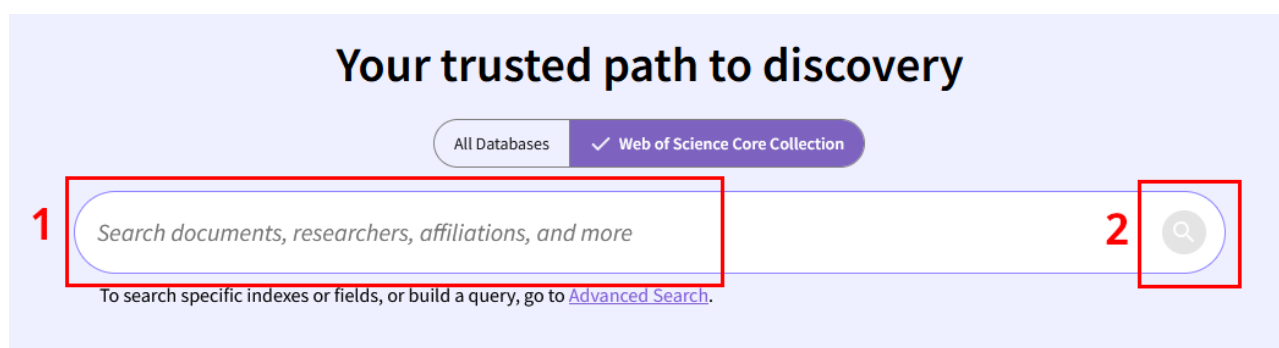 Your trusted path to discovery
All Databases Web of Science Core Collection
1 Search documents, researchers, affiliations, and more 2
To search specific indexes or fields, or build a query, go to Advanced Search.